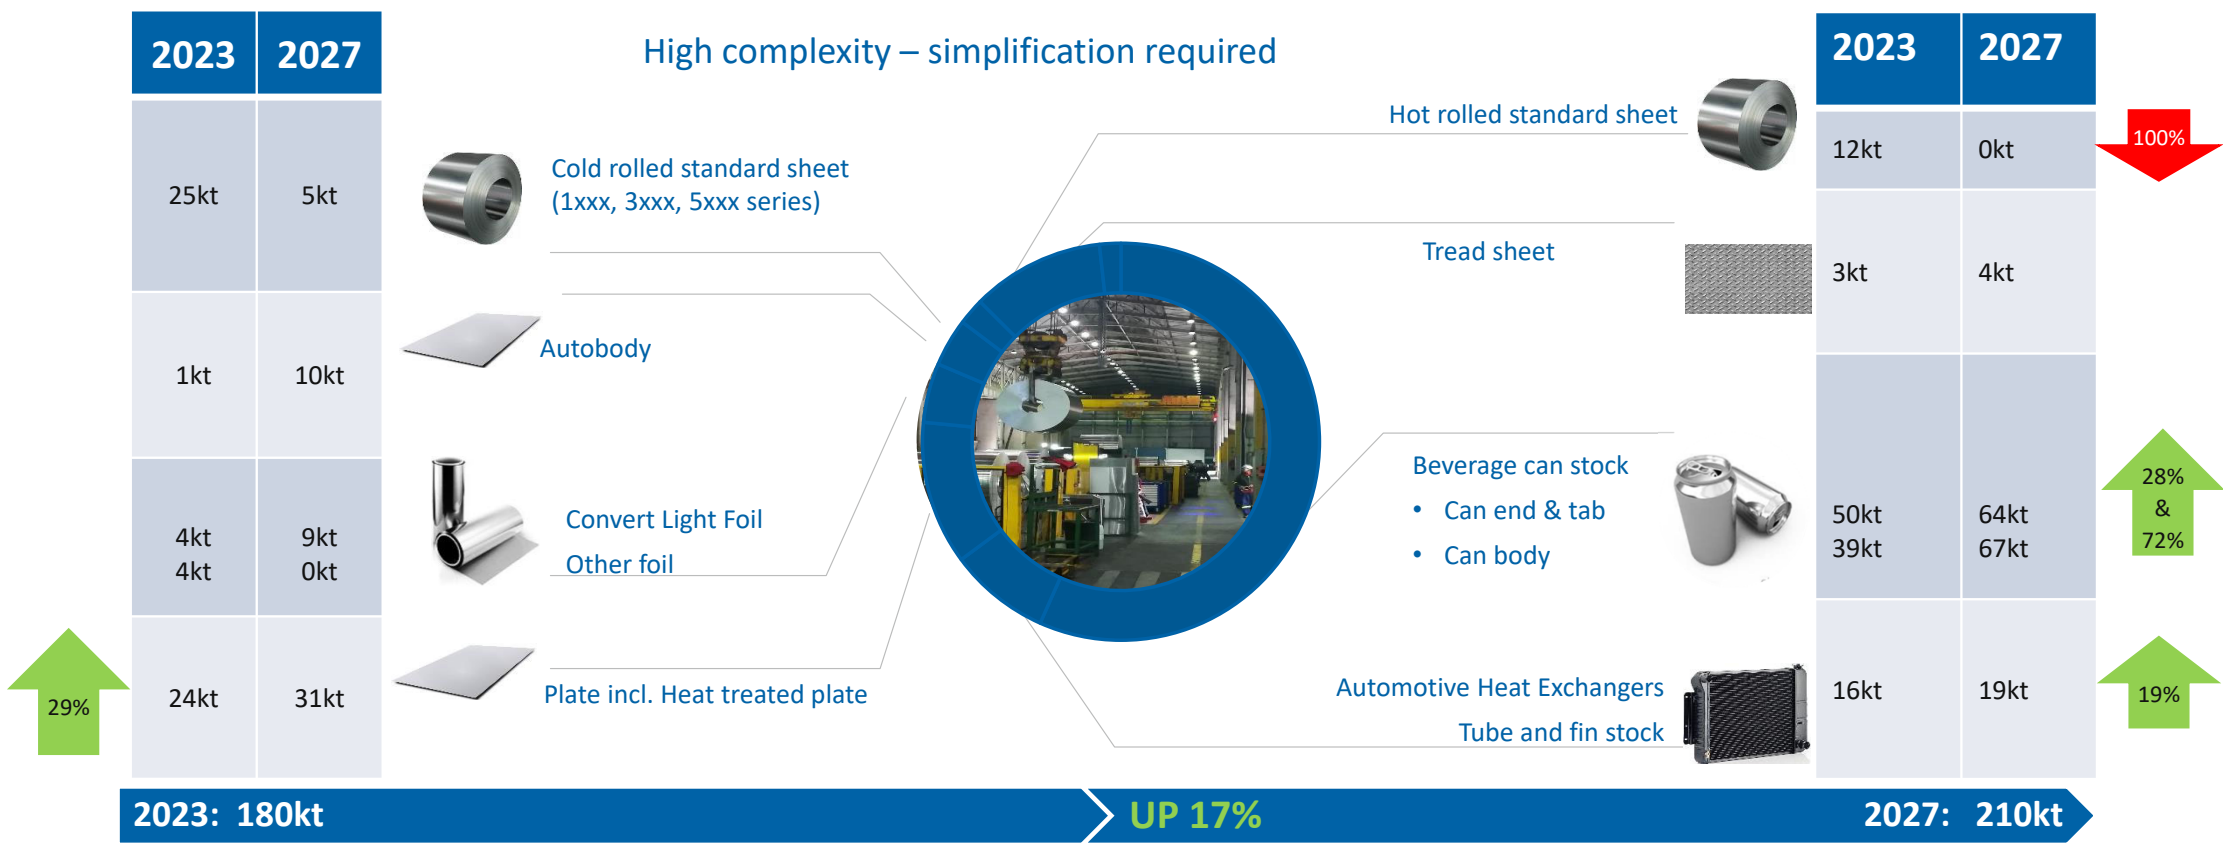 High complexity – simplification required
2023 2027
25kt 5kt
Cold rolled standard sheet
(1xxx, 3xxx, 5xxx series)
1kt 10kt
Autobody
4kt 9kt
Convert Light Foil
4kt 0kt
Other foil
29%
24kt 31kt
Plate incl. Heat treated plate
2023 2027
Hot rolled standard sheet
12kt 0kt
100%
Tread sheet
3kt 4kt
Beverage can stock
• Can end & tab
50kt 64kt
• Can body
39kt 67kt
28%
&
72%
Automotive Heat Exchangers
Tube and fin stock
16kt 19kt
19%
2023: 180kt
UP 17%
2027: 210kt